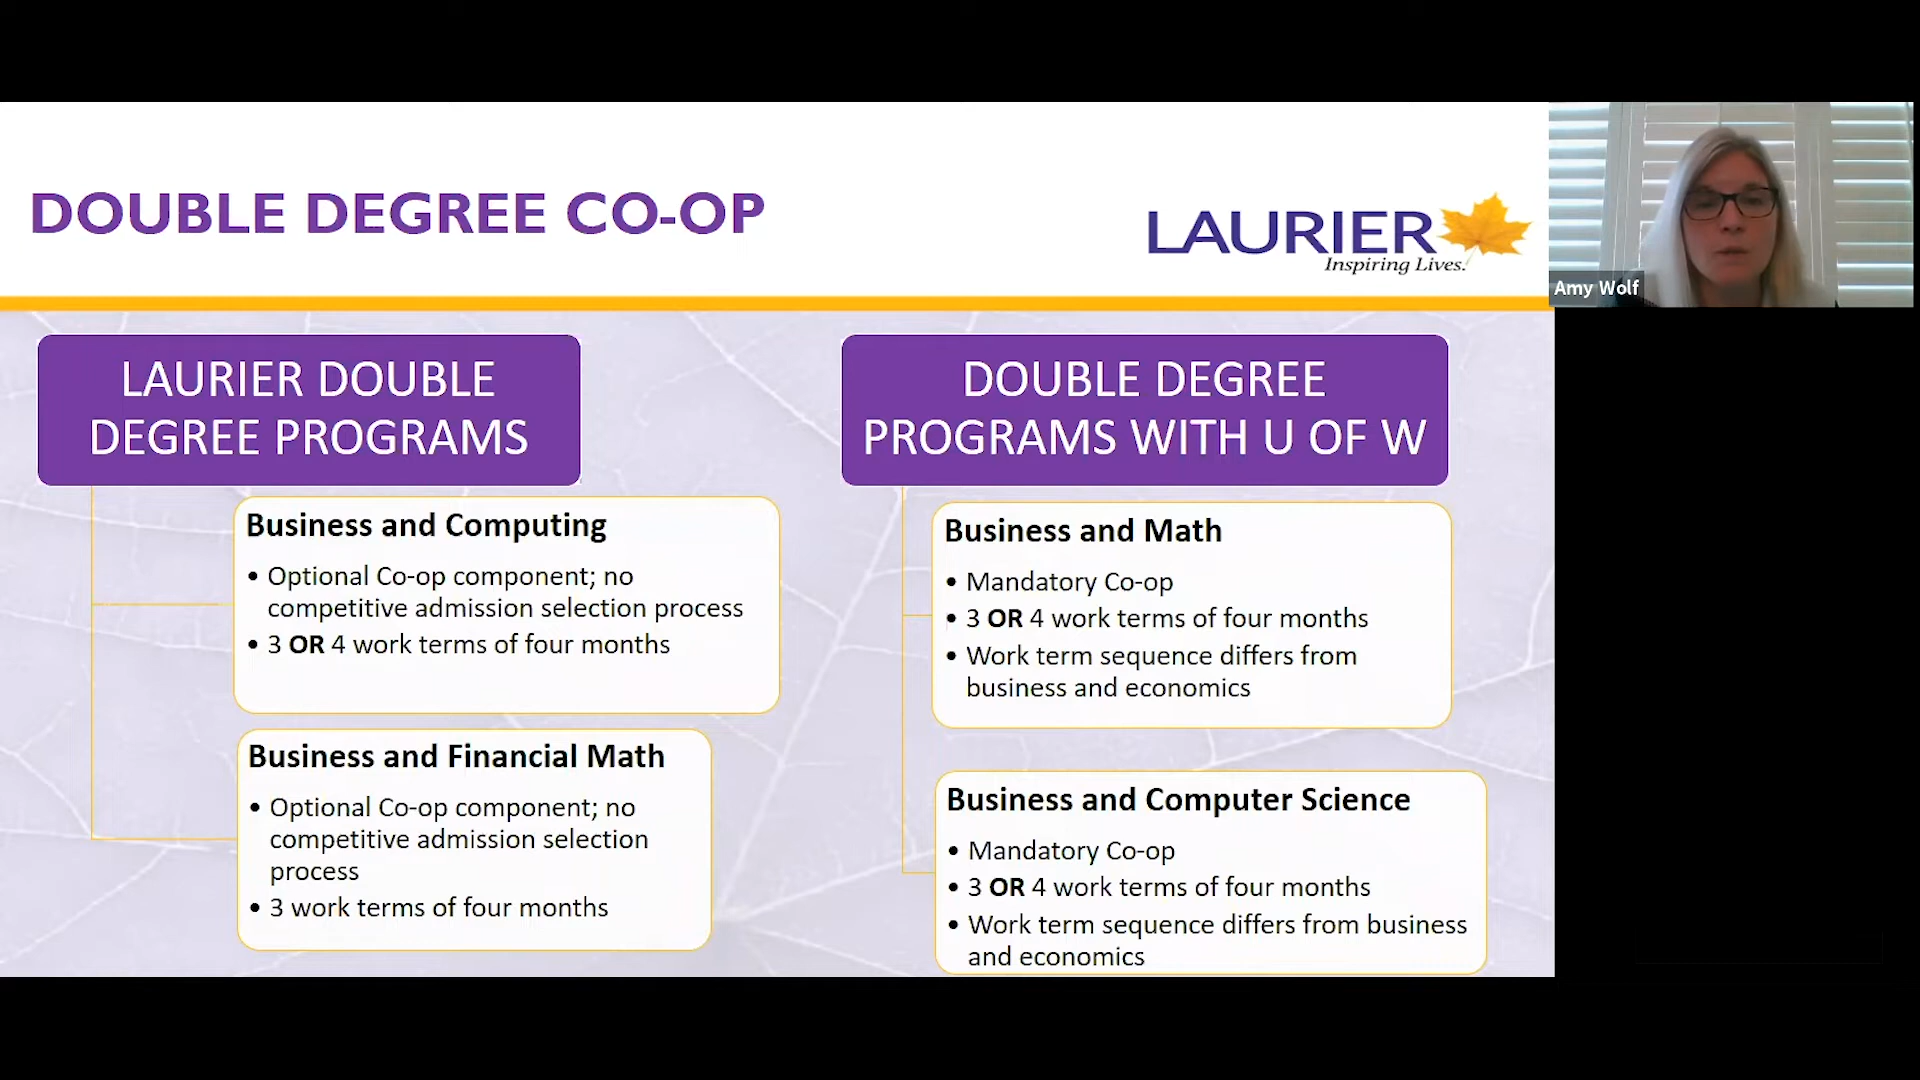 DOUBLE DEGREE CO-OP
LAURIER
Inspiring Lives.
Amy Wolf
LAURIER DOUBLE
DEGREE PROGRAMS
Business and Computing
• Optional Co-op component; no
competitive admission selection process
• 3 OR 4 work terms of four months
Business and Financial Math
• Optional Co-op component; no
competitive admission selection
process
• 3 work terms of four months
DOUBLE DEGREE
PROGRAMS WITH U OF W
Business and Math
• Mandatory Co-op
• 3 OR 4 work terms of four months
• Work term sequence differs from
business and economics
Business and Computer Science
• Mandatory Co-op
• 3 OR 4 work terms of four months
• Work term sequence differs from business
and economics